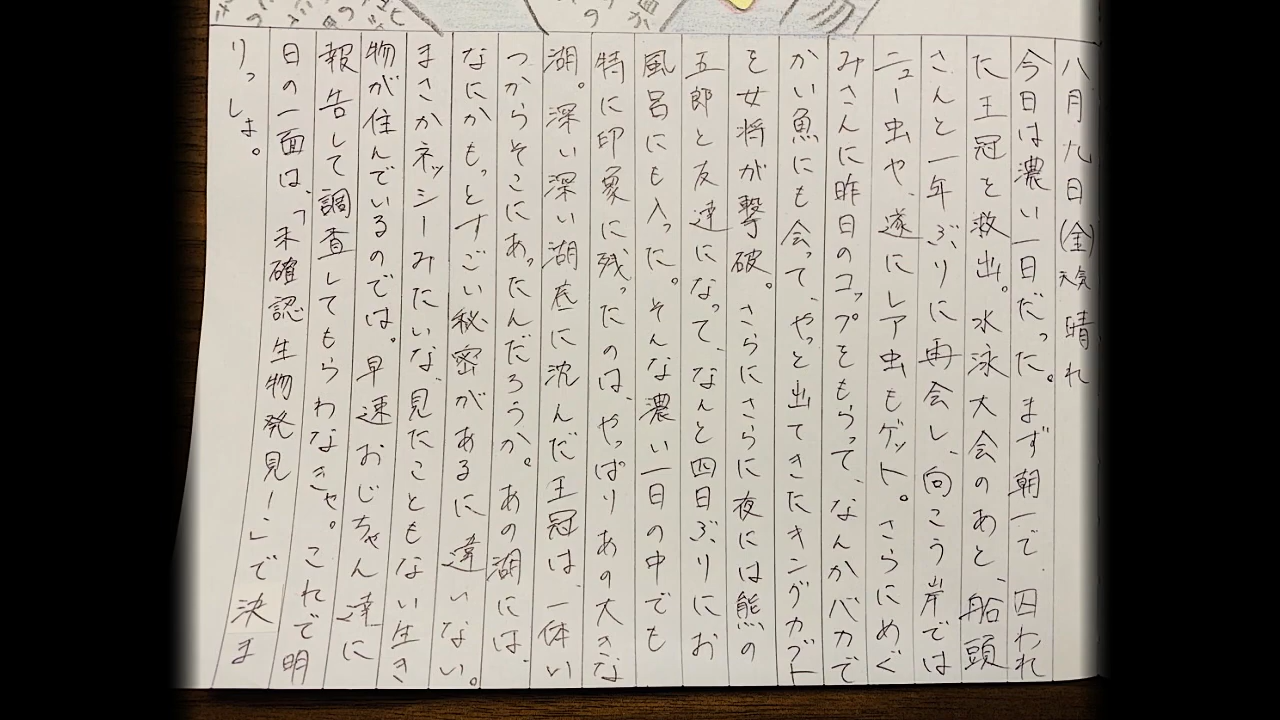 八月九日(金)天気 晴れ
今日は濃い一日だった。まず朝一で、囚われ
た王冠を救出。水泳大会のあと、船頭
さんと一年ぶりに再会し、向こう岸では
ニュー虫や、遂にレア虫もゲット。さらにめぐ
みさんに昨日のコップをもらって、なんかバカで
かい魚にも会って、やっと出てきたキングカブト
を女将が撃破。さらにさらに夜には熊の
五郎と友達になって、なんと四日ぶりにお
風呂にも入った。そんな濃い一日の中でも
特に印象に残ったのは、やっぱりあの大きな
湖。深い深い湖底に沈んだ王冠は、一体い
つからそこにあったんだろうか。あの湖には、
なにかもっとすごい秘密があるに違いない。
まさかネッシーみたいな、見たこともない生き
物が住んでいるのでは。早速おじちゃん達に
報告して調査してもらわなきゃ。これで明
日の一面は、「未確認生物発見!」で決ま
りっしょ。